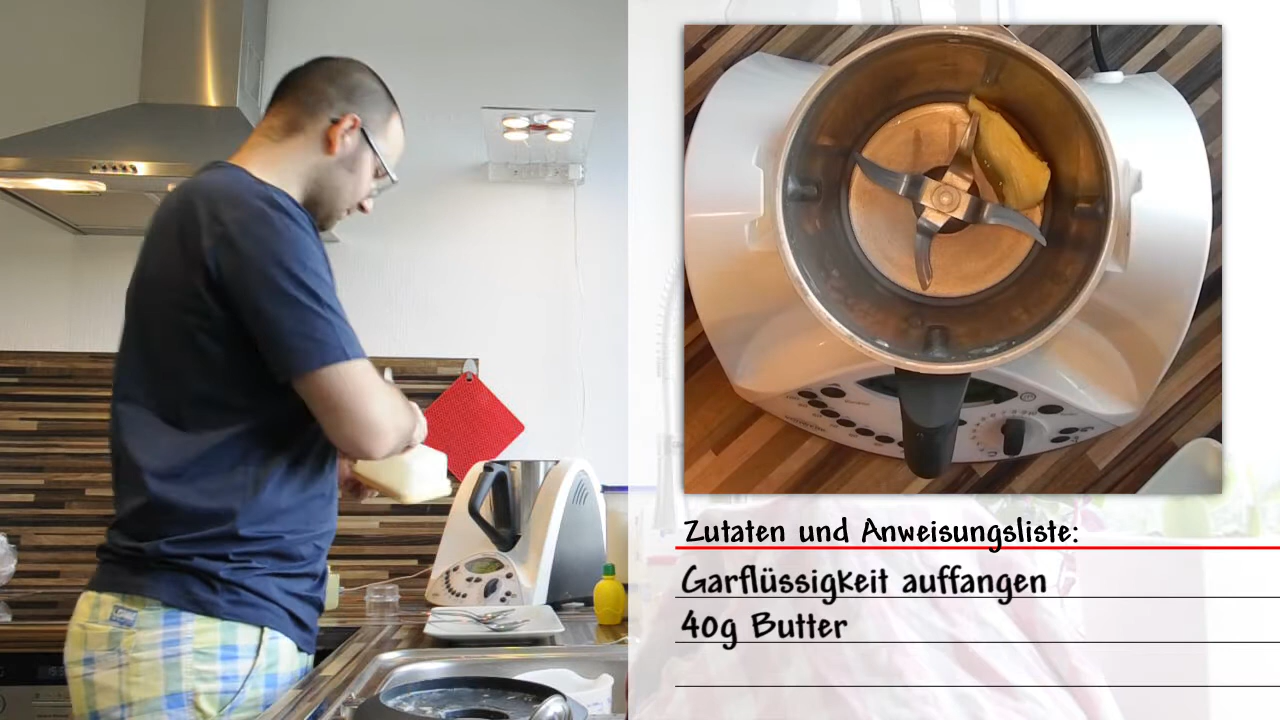 Zutaten und Anweisungsliste:
Garflüssigkeit auffangen
40g Butter